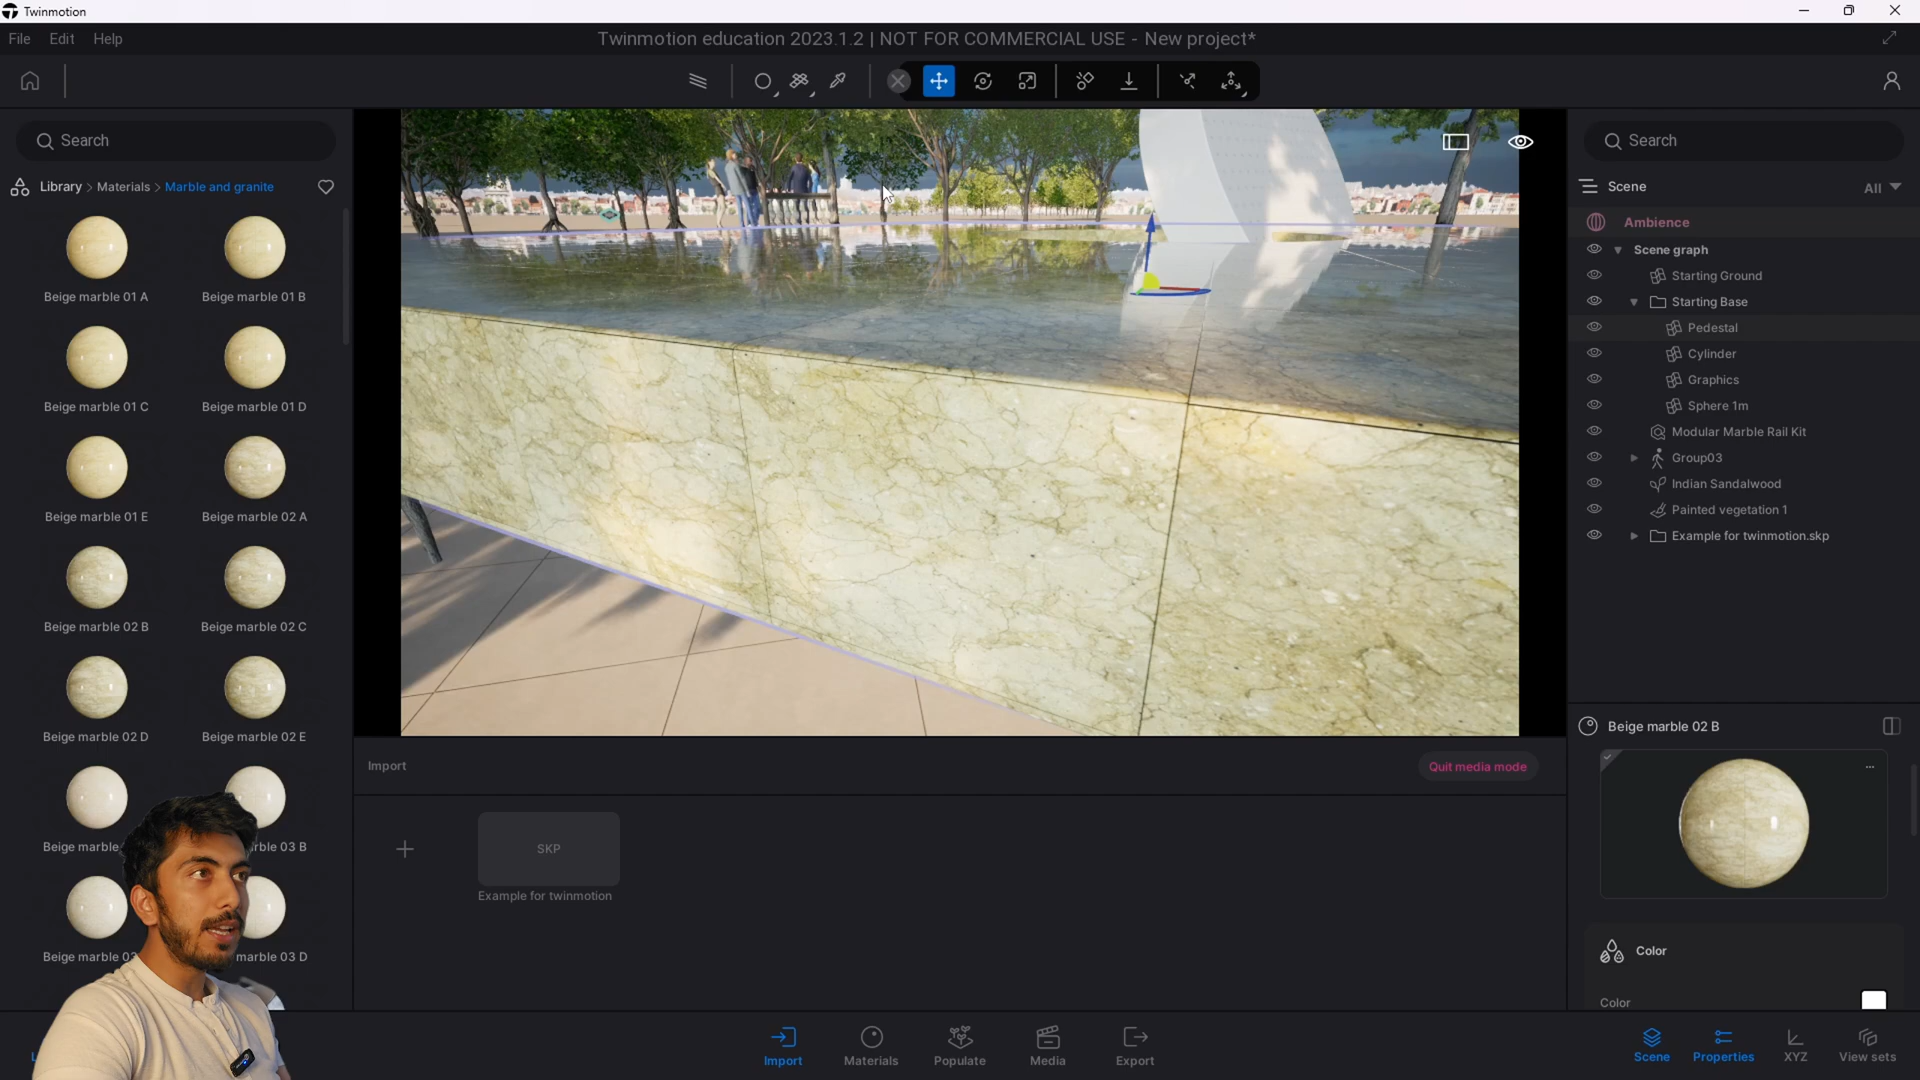 Twinmotion
File Edit Help
Twinmotion education 2023.1.2 | NOT FOR COMMERCIAL USE - New project*
Search
Library > Materials > Marble and granite
Beige marble 01 A
Beige marble 01 B
Beige marble 01 C
Beige marble 01 D
Beige marble 01 E
Beige marble 02 A
Beige marble 02 B
Beige marble 02 C
Beige marble 02 D
Beige marble 02 E
Beige marble
03 B
Beige marble
marble 03 D
Import
Quit media mode
SKP
Example for twinmotion
Import
Materials
Populate
Media
Export
Search
Scene
All
Ambience
Scene graph
Starting Ground
Starting Base
Pedestal
Cylinder
Graphics
Sphere 1m
Modular Marble Rail Kit
Group03
Indian Sandalwood
Painted vegetation 1
Example for twinmotion.skp
Beige marble 02 B
Color
Color
Scene
Properties
XYZ
View sets